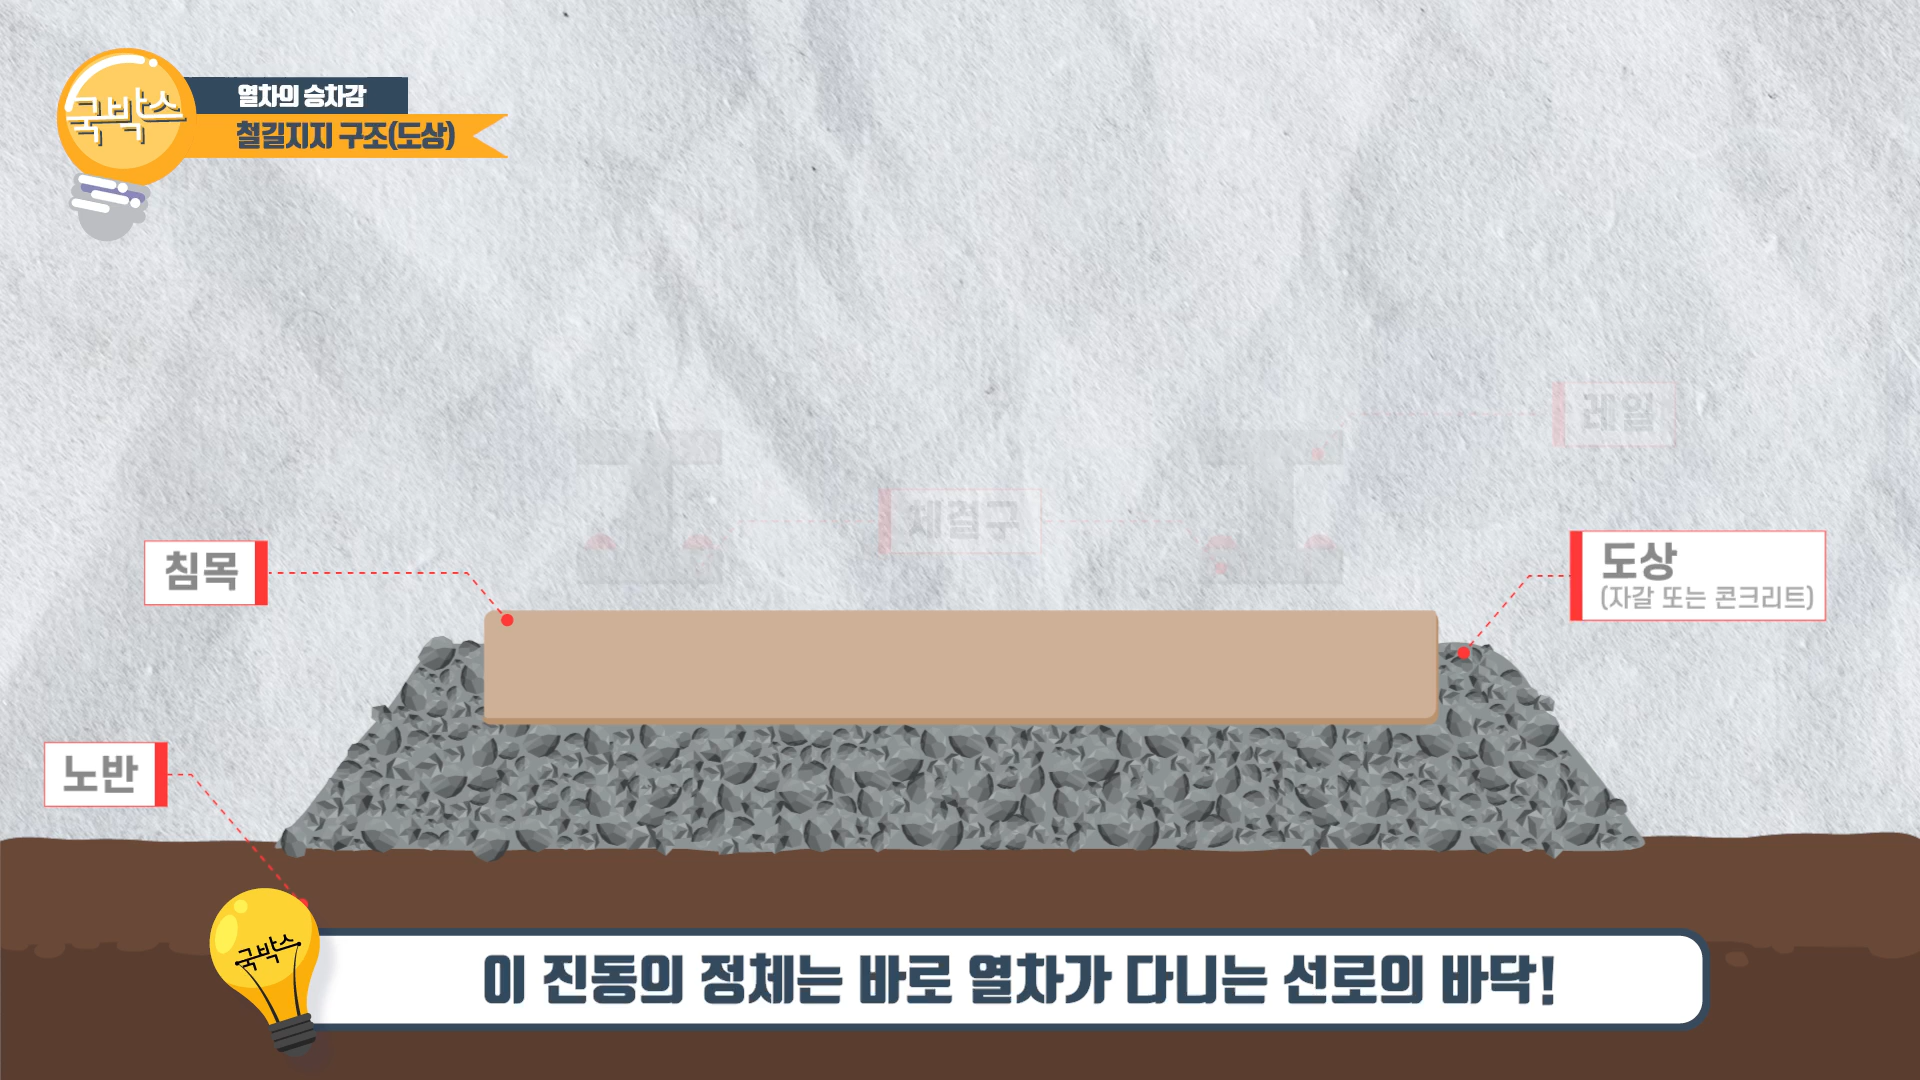 국박스
열차의 승차감
철길지지 구조(도상)
레일
체결구
침목
도상
(자갈 또는 콘크리트)
노반
국박스
이 진동의 정체는 바로 열차가 다니는 선로의 바닥!